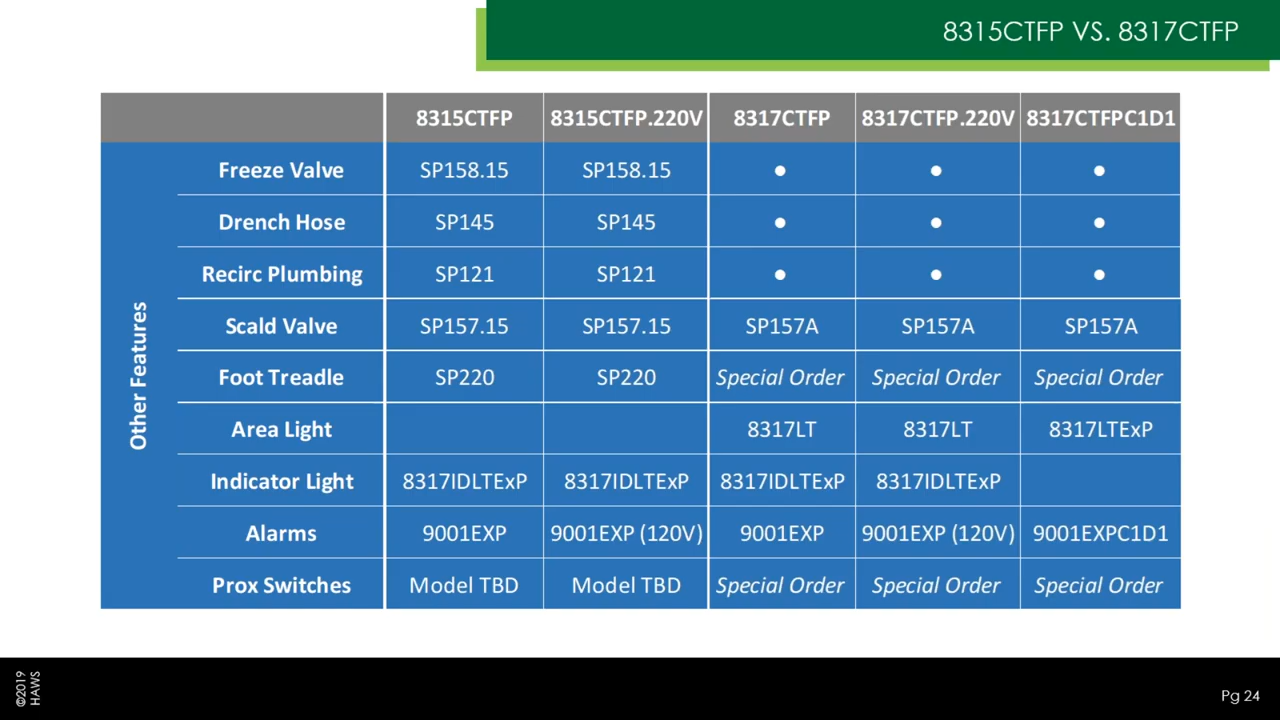 8315CTFP VS. 8317CTFP
8315CTFP 8315CTFP.220V 8317CTFP 8317CTFP.220V 8317CTFPC1D1
Other Features
Freeze Valve SP158.15 SP158.15 ● ● ●
Drench Hose SP145 SP145 ● ● ●
Recirc Plumbing SP121 SP121 ● ● ●
Scald Valve SP157.15 SP157.15 SP157A SP157A SP157A
Foot Treadle SP220 SP220 Special Order Special Order Special Order
Area Light 8317LT 8317LT 8317LTExP
Indicator Light 8317IDLTExP 8317IDLTExP 8317IDLTExP 8317IDLTExP
Alarms 9001EXP 9001EXP (120V) 9001EXP 9001EXP (120V) 9001EXPC1D1
Prox Switches Model TBD Model TBD Special Order Special Order Special Order
©2019
HAWS
Pg 24